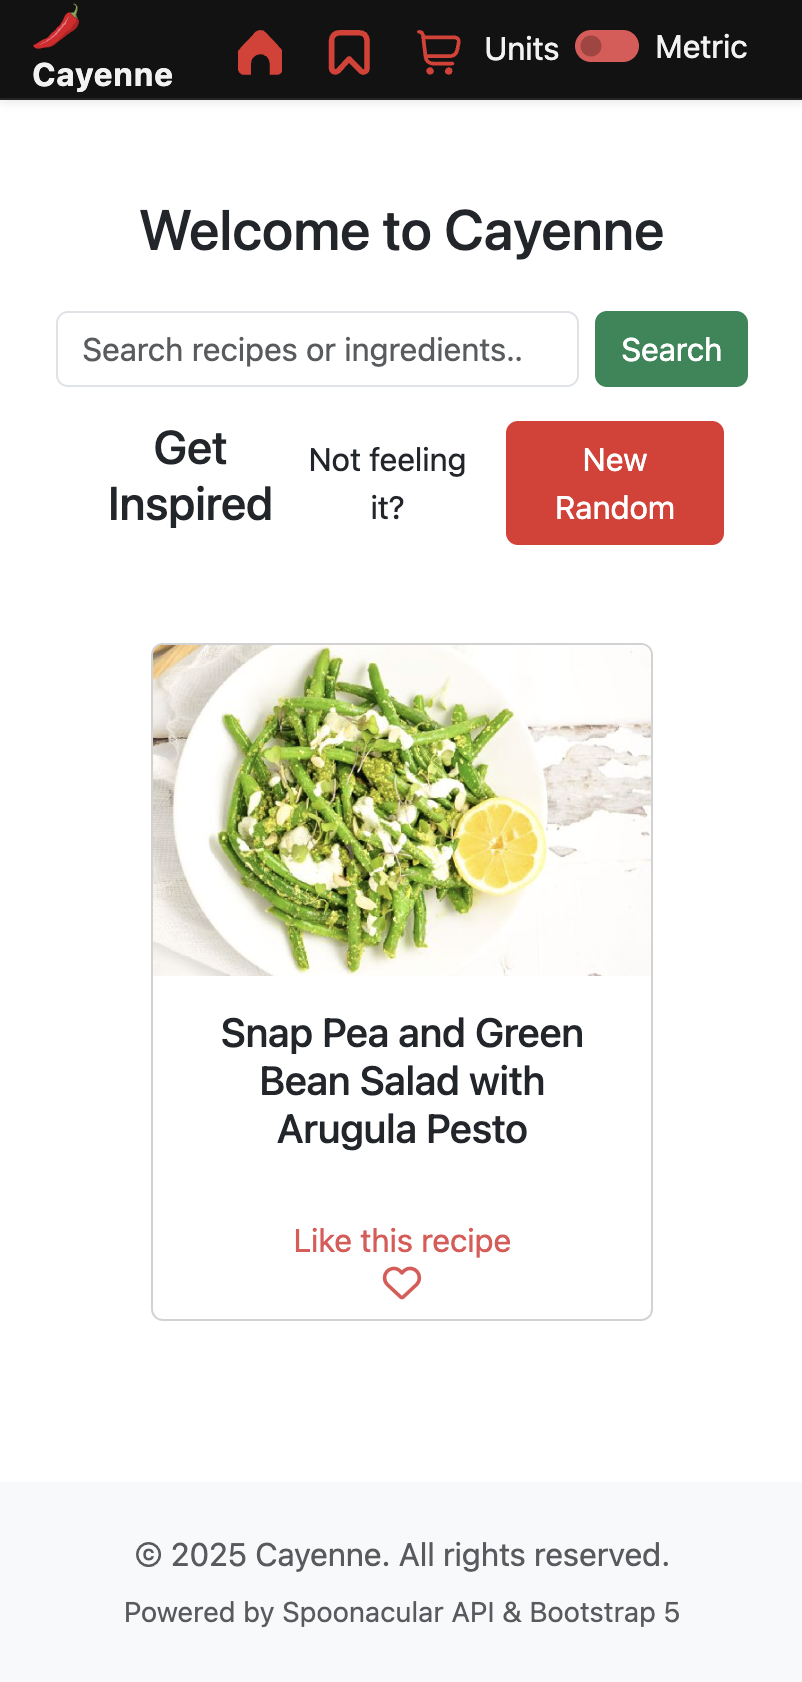 Cayenne
Units Metric
Welcome to Cayenne
Search recipes or ingredients..
Search
Get
Inspired
Not feeling
it?
New
Random
Snap Pea and Green
Bean Salad with
Arugula Pesto
Like this recipe
© 2025 Cayenne. All rights reserved.
Powered by Spoonacular API & Bootstrap 5